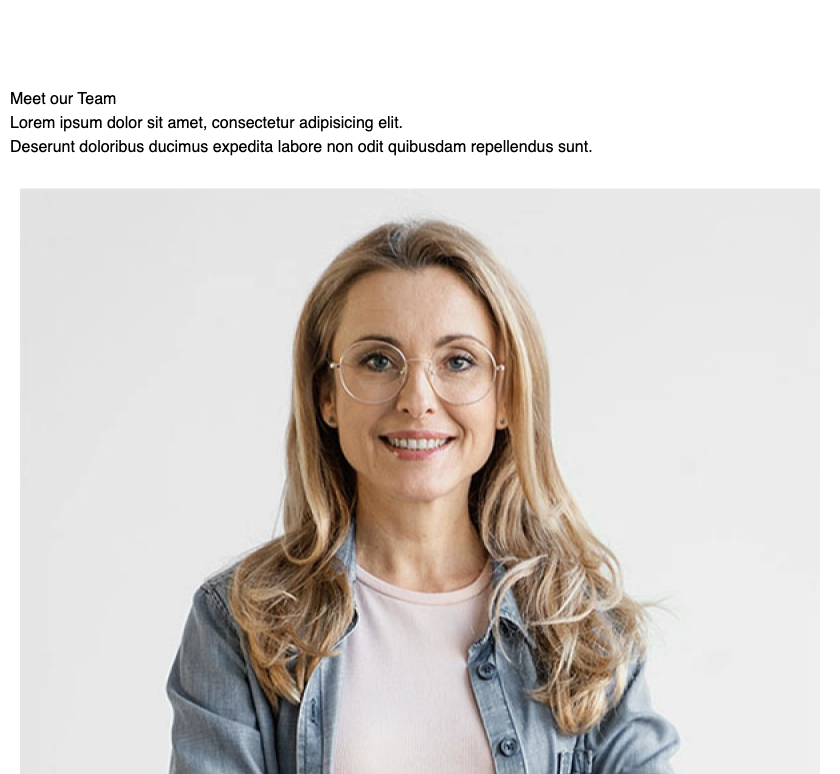 Meet our Team
Lorem ipsum dolor sit amet, consectetur adipisicing elit.
Deserunt doloribus ducimus expedita labore non odit quibusdam repellendus sunt.